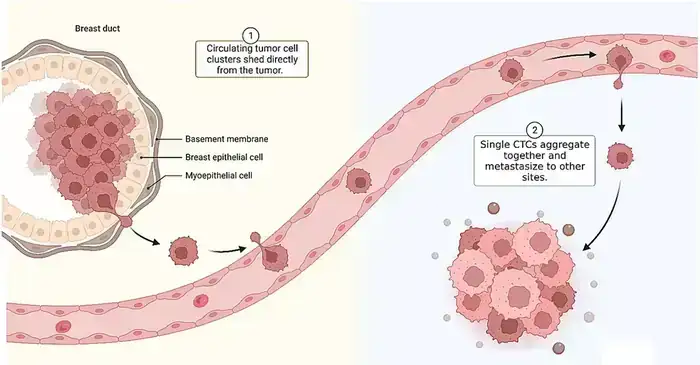 Breast duct
1
Circulating tumor cell
clusters shed directly
from the tumor.
Basement membrane
Breast epithelial cell
Myoepithelial cell
2
Single CTCs aggregate
together and
metastasize to other
sites.